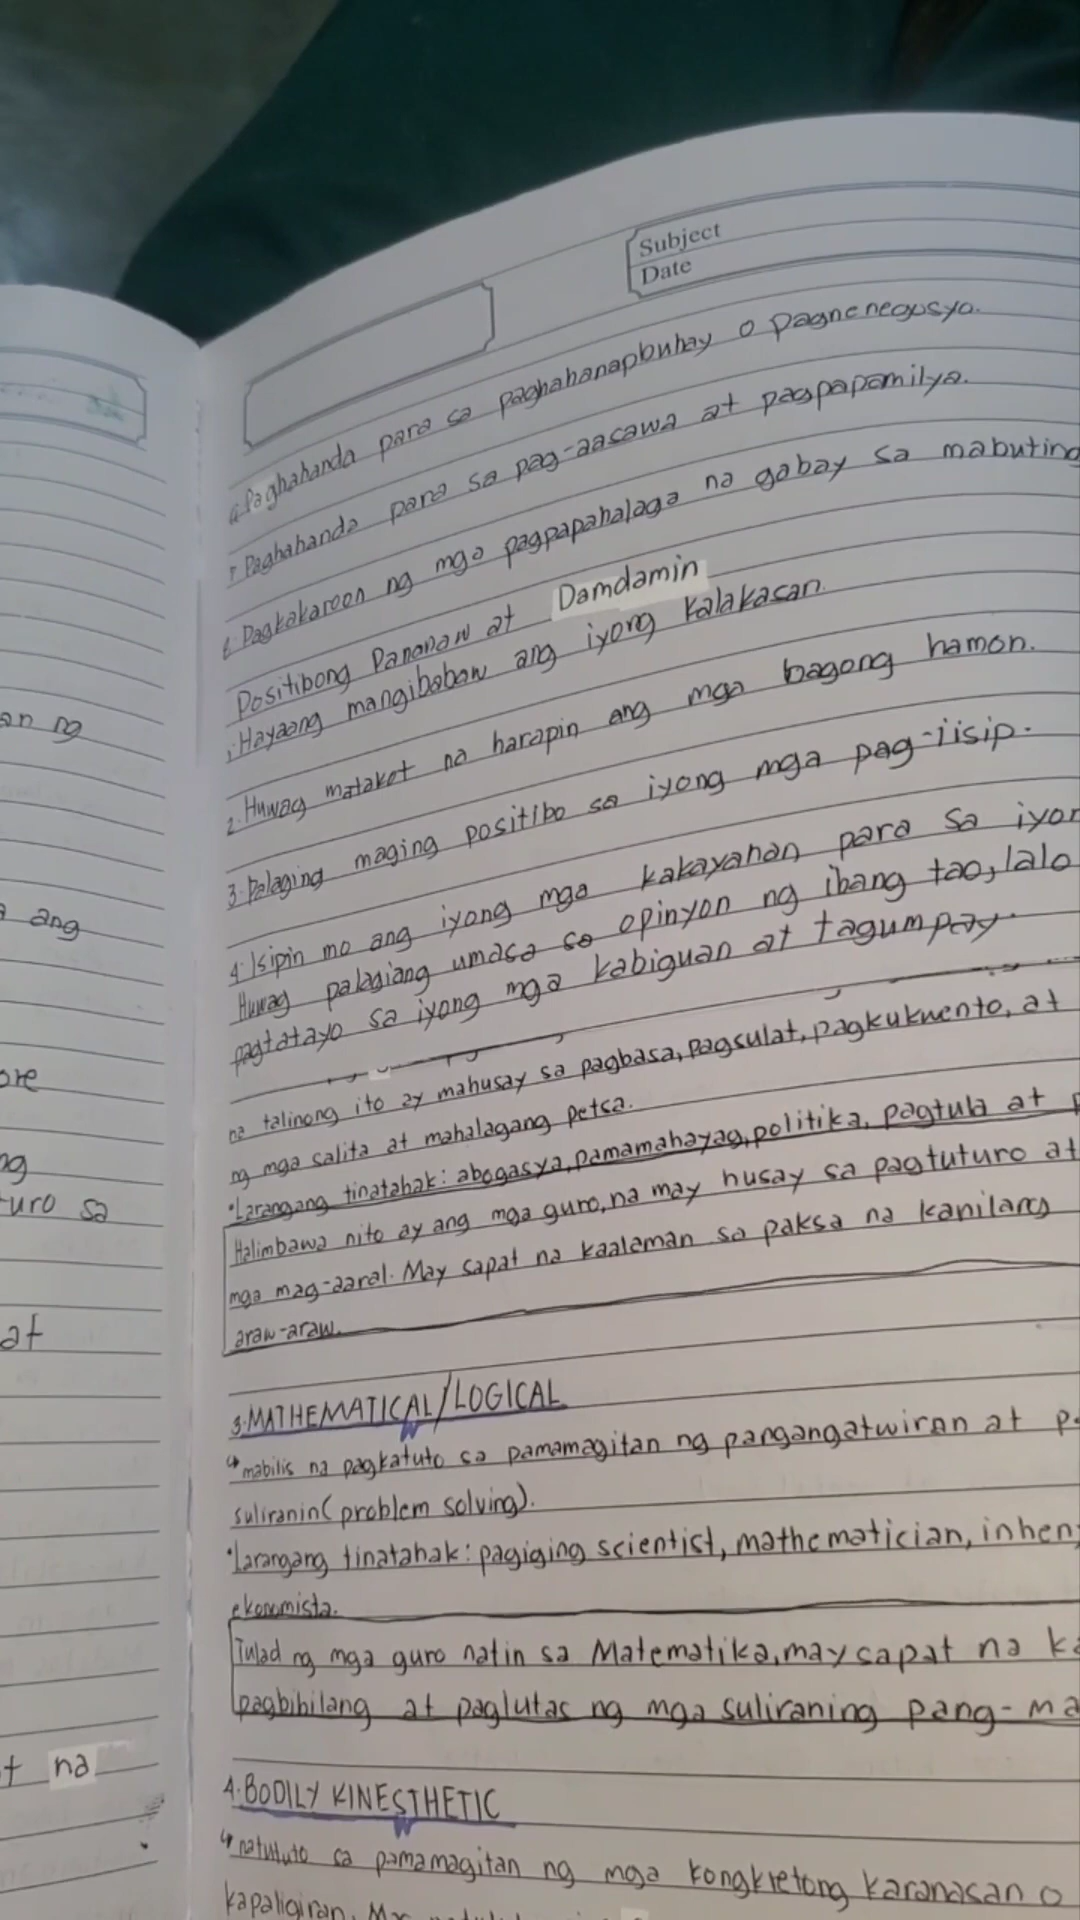 Subject
Date
Paghahanda para sa paghahanapbuhay o pagnenegosyo.
Paghahanda para sa pag-aasawa at pagpapamilya.
Pagkakaroon ng mga pagpapahalaga na gabay sa mabuting
Positibong Pananaw at Damdamin
1. Hayaang mangibabaw ang iyong kalakasan.
2. Huwag matakot na harapin ang mga bagong hamon.
3. Palaging maging positibo sa iyong mga pag-iisip.
4. Isipin mo ang iyong mga kakayahan para sa iyon
Huwag palagiang umasa sa opinyon ng ibang tao, lalo
pagtatayo sa iyong mga kabiguan at tagumpay.
na talinong ito ay mahusay sa pagbasa, pagsulat, pagkukwento, at
ng mga salita at mahalagang petsa.
•Larangang tinatahak: abogasya, pamamahayag, politika, pagtula at p
Halimbawa nito ay ang mga guro, na may husay sa pagtuturo at
mga mag-aaral. May sapat na kaalaman sa paksa na kanilang
araw-araw.
3. MATHEMATICAL/LOGICAL
↳ mabilis na pagkatuto sa pamamagitan ng pangangatwiran at p
suliranin (problem solving).
•Larangang tinatahak: pagiging scientist, mathematician, inhen
ekonomista.
Tulad ng mga guro natin sa Matematika, may sapat na ka
pagbibilang at paglutas ng mga suliraning pang-ma
4. BODILY KINESTHETIC
↳ natututo sa pamamagitan ng mga kongkretong karanasan o
kapaligiran.
an ng
ang
ore
ng
turo sa
at
t na